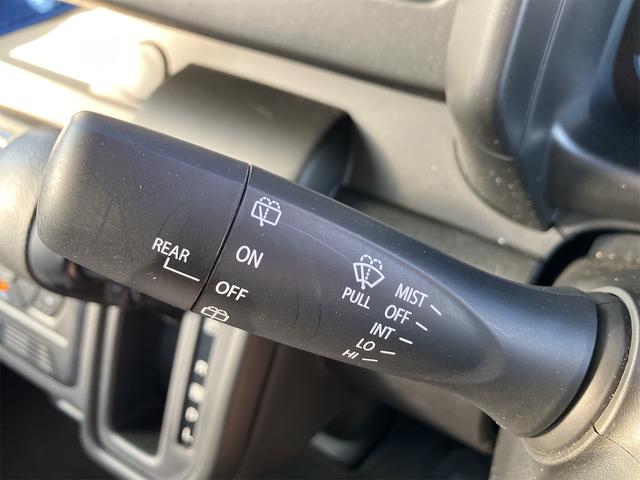 REAR
ON
OFF
PULL
MIST
OFF
INT
LO
HI